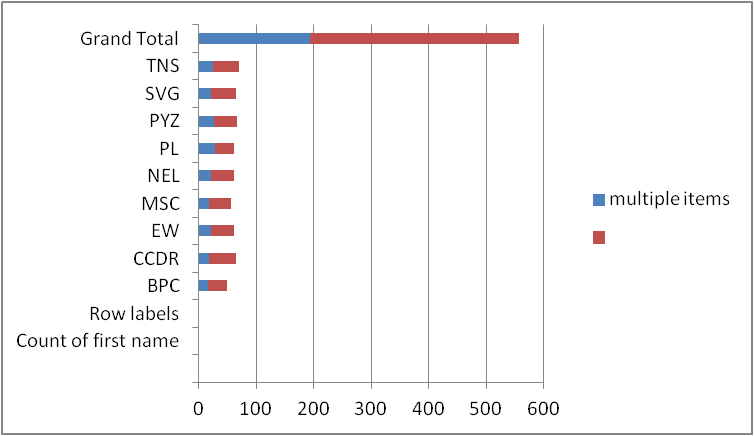 Grand Total
TNS
SVG
PYZ
PL
NEL
MSC
EW
CCDR
BPC
Row labels
Count of first name
0 100 200 300 400 500 600
multiple items